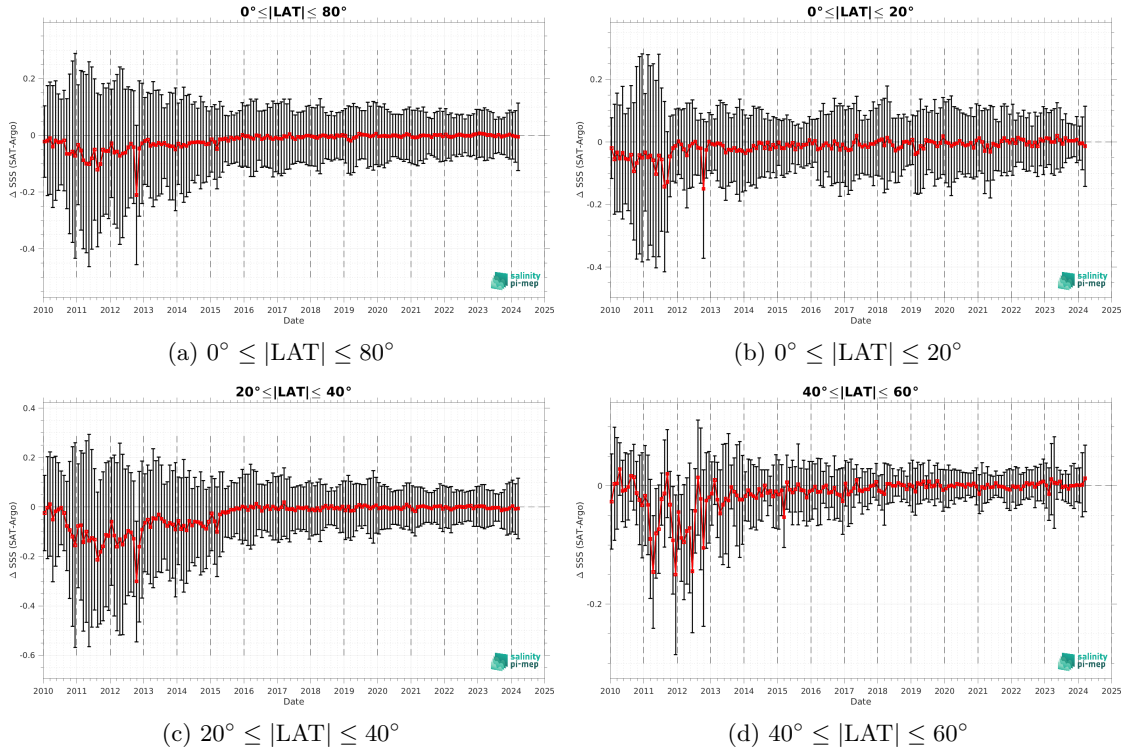 0°≤|LAT|≤ 80°
Δ SSS (SAT-Argo)
0.2
0
-0.2
-0.4
2010 2011 2012 2013 2014 2015 2016 2017 2018 2019 2020 2021 2022 2023 2024 2025
Date
salinity
pi-mep
(a) 0° ≤ |LAT| ≤ 80°
0°≤|LAT|≤ 20°
Δ SSS (SAT-Argo)
0.2
0
-0.2
-0.4
2010 2011 2012 2013 2014 2015 2016 2017 2018 2019 2020 2021 2022 2023 2024 2025
Date
salinity
pi-mep
(b) 0° ≤ |LAT| ≤ 20°
20°≤|LAT|≤ 40°
Δ SSS (SAT-Argo)
0.4
0.2
0
-0.2
-0.4
-0.6
2010 2011 2012 2013 2014 2015 2016 2017 2018 2019 2020 2021 2022 2023 2024 2025
Date
salinity
pi-mep
(c) 20° ≤ |LAT| ≤ 40°
40°≤|LAT|≤ 60°
Δ SSS (SAT-Argo)
0
-0.2
2010 2011 2012 2013 2014 2015 2016 2017 2018 2019 2020 2021 2022 2023 2024 2025
Date
salinity
pi-mep
(d) 40° ≤ |LAT| ≤ 60°